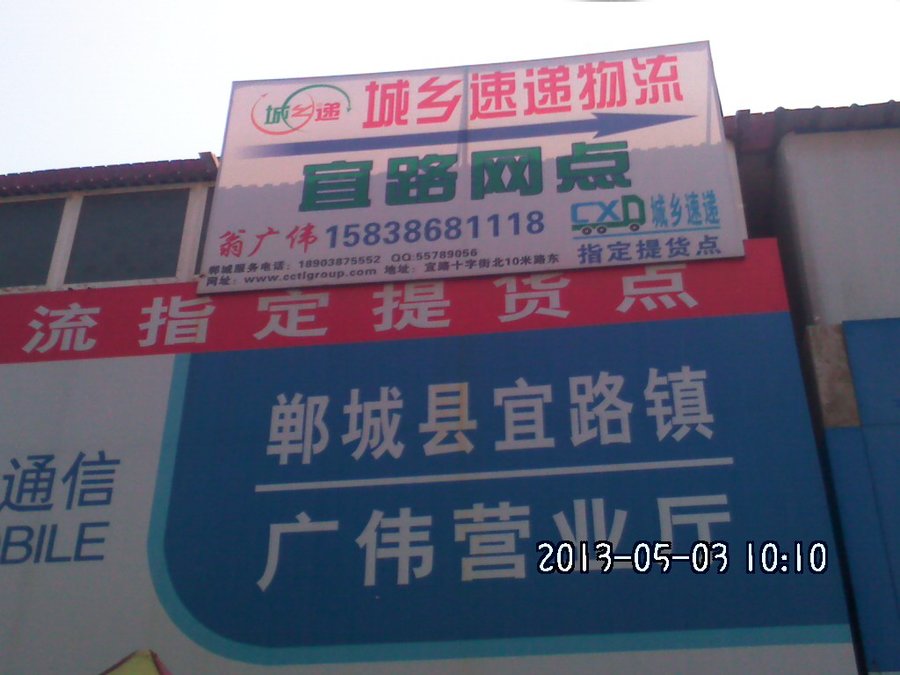 城乡递 城乡速递物流
宜路网点
翁广伟 15838681118
CXD 城乡速递
指定提货点
郸城服务电话：18903875552 QQ:55789056
网址：www.cctlgroup.com 地址：宜路十字街北10米路东
流指定提货点
郸城县宜路镇
通信
OBILE
广伟营业厅
2013-05-03 10:10